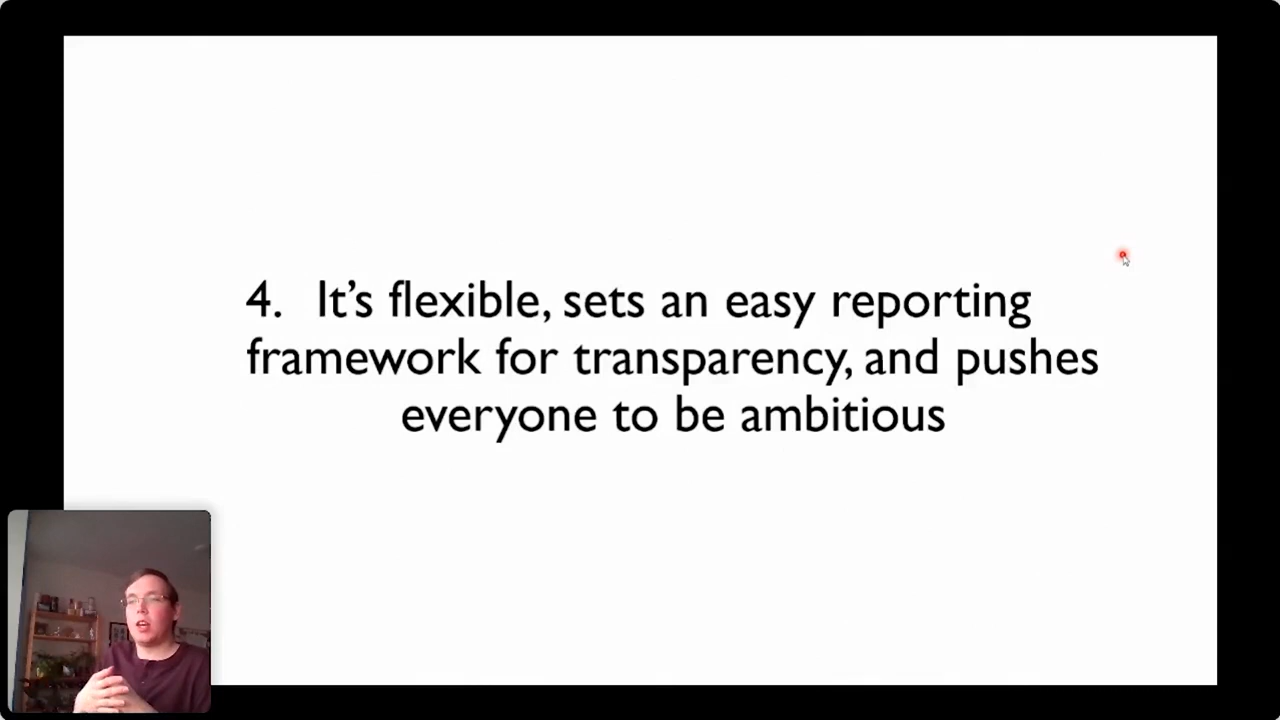 4. It’s flexible, sets an easy reporting
framework for transparency, and pushes
everyone to be ambitious